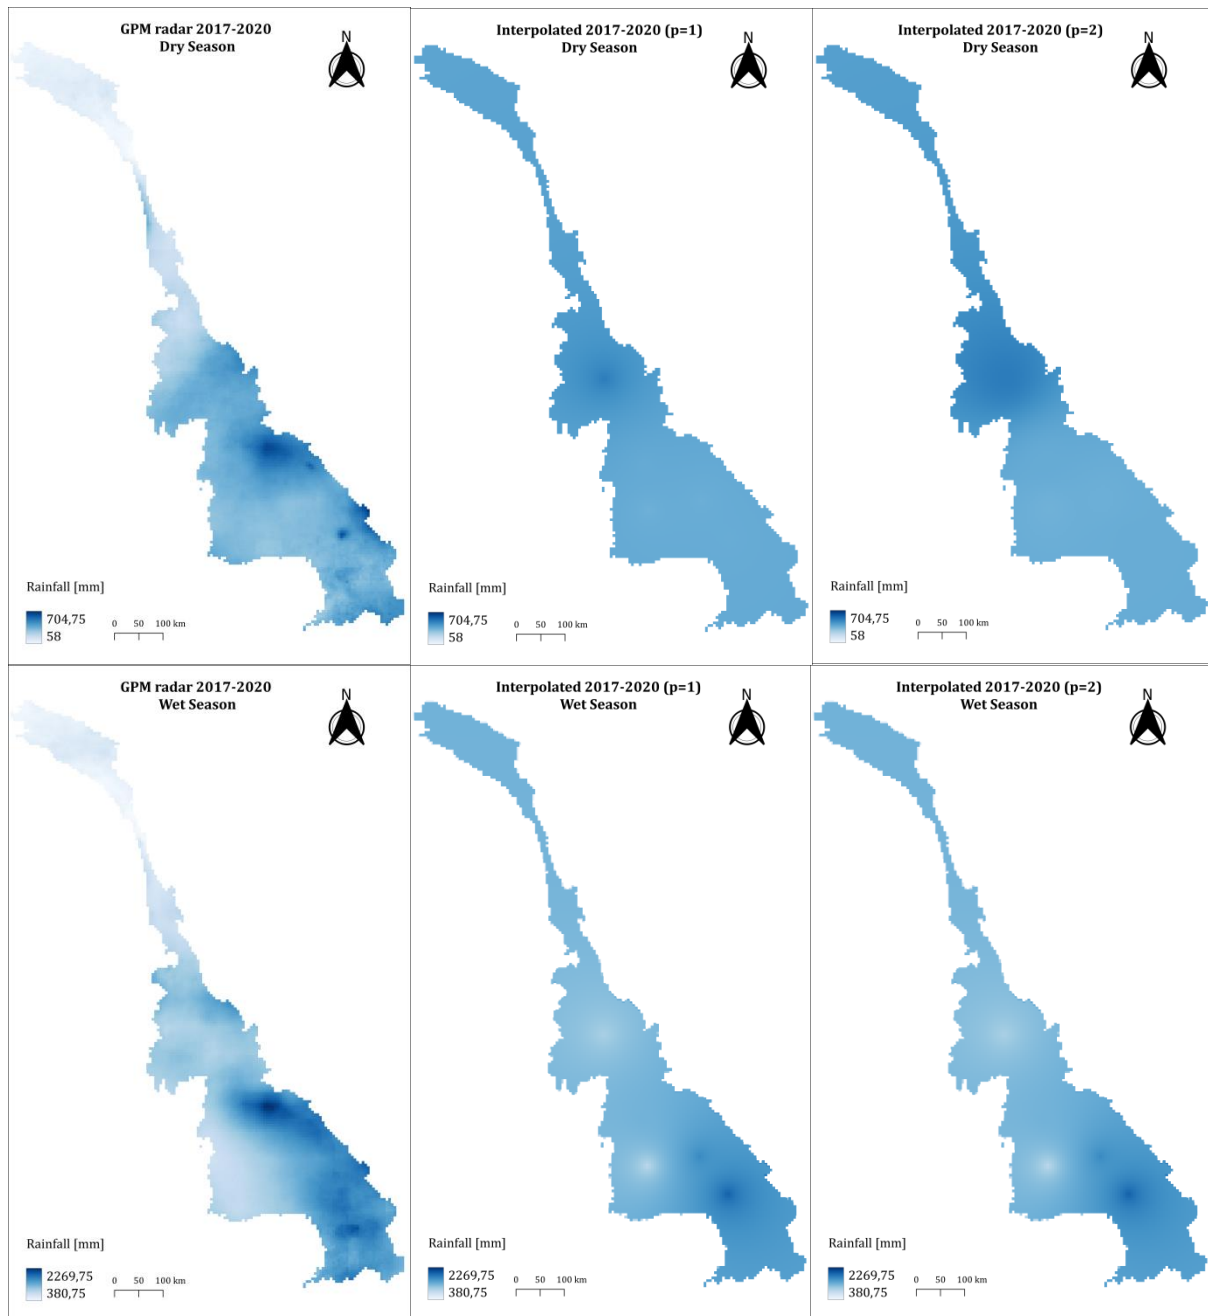 GPM radar 2017-2020
Dry Season
N
Rainfall [mm]
704,75
58
0 50 100 km
Interpolated 2017-2020 (p=1)
Dry Season
N
Rainfall [mm]
704,75
58
0 50 100 km
Interpolated 2017-2020 (p=2)
Dry Season
N
Rainfall [mm]
704,75
58
0 50 100 km
GPM radar 2017-2020
Wet Season
N
Rainfall [mm]
2269,75
380,75
0 50 100 km
Interpolated 2017-2020 (p=1)
Wet Season
N
Rainfall [mm]
2269,75
380,75
0 50 100 km
Interpolated 2017-2020 (p=2)
Wet Season
N
Rainfall [mm]
2269,75
380,75
0 50 100 km